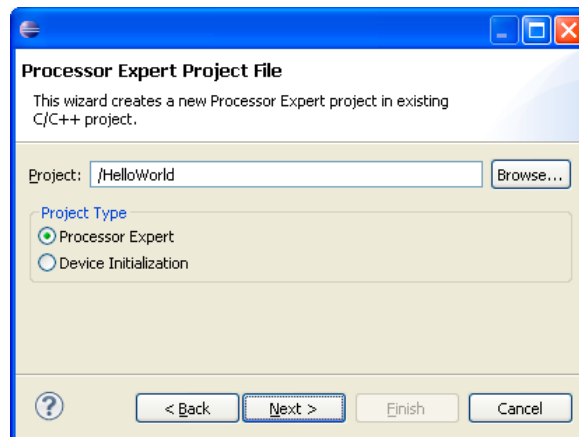 Processor Expert Project File
This wizard creates a new Processor Expert project in existing
C/C++ project.
Project: /HelloWorld Browse...
Project Type
Processor Expert
Device Initialization
? < Back Next > Finish Cancel